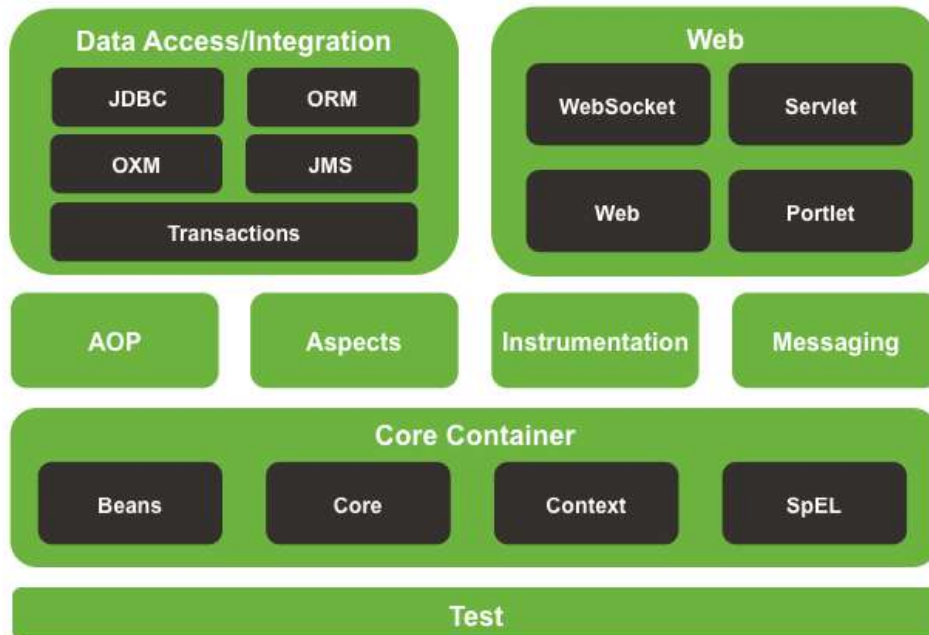 Data Access/Integration
JDBC ORM
OXM JMS
Transactions
Web
WebSocket Servlet
Web Portlet
AOP Aspects Instrumentation Messaging
Core Container
Beans Core Context SpEL
Test